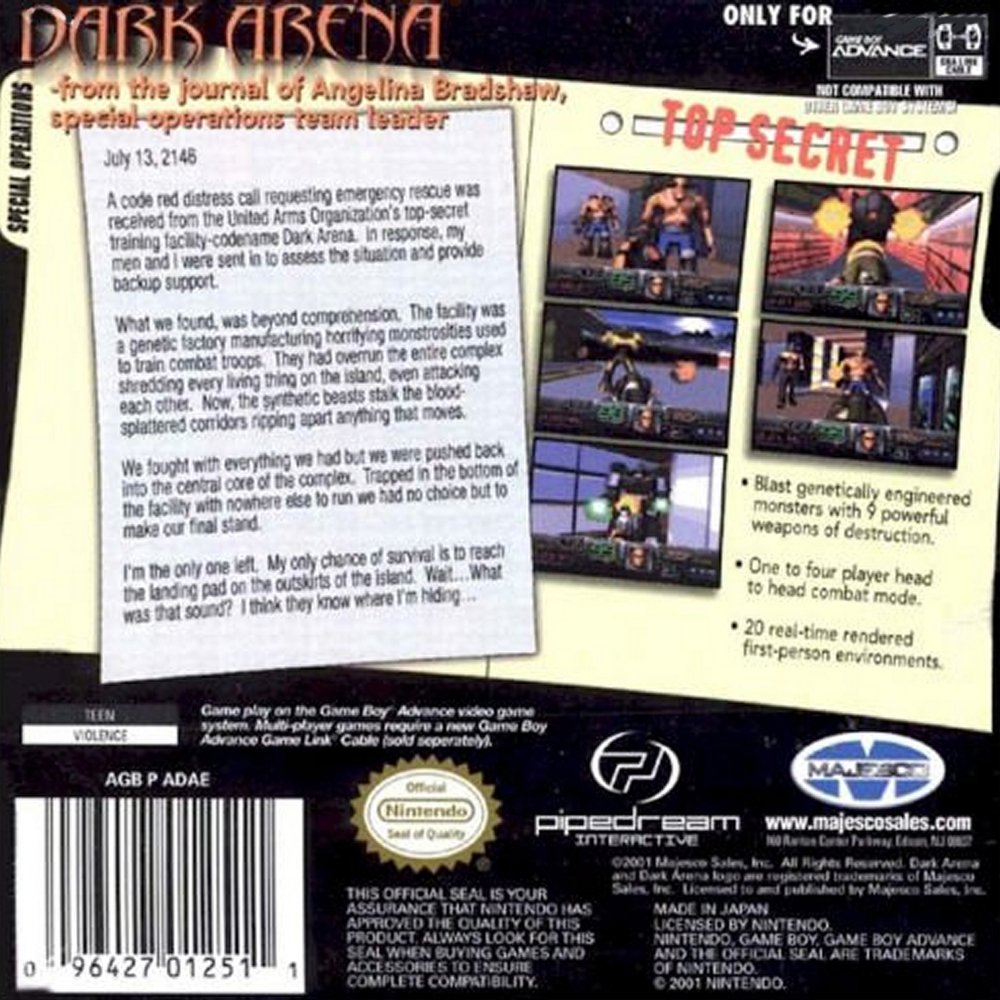 DARK ARENA
-from the journal of Angelina Bradshaw,
special operations team leader
SPECIAL OPERATIONS
July 13, 2146
A code red distress call requesting emergency rescue was
received from the United Arms Organization's top-secret
training facility-codename Dark Arena. In response, my
men and I were sent in to assess the situation and provide
backup support.
What we found, was beyond comprehension. The facility was
a genetic factory manufacturing horrifying monstrosities used
to train combat troops. They had overrun the entire complex
shredding every living thing on the island, even attacking
each other. Now, the synthetic beasts stalk the blood-
splattered corridors ripping apart anything that moves.
We fought with everything we had but we were pushed back
into the central core of the complex. Trapped in the bottom of
the facility with nowhere else to run we had no choice but to
make our final stand.
I'm the only one left. My only chance of survival is to reach
the landing pad on the outskirts of the island. Wait...What
was that sound? I think they know where I'm hiding...
ONLY FOR
GAME BOY
ADVANCE
GBA LINK
CABLE
NOT COMPATIBLE WITH
OTHER GAME BOY SYSTEMS
TOP SECRET
• Blast genetically engineered
monsters with 9 powerful
weapons of destruction.
• One to four player head
to head combat mode.
• 20 real-time rendered
first-person environments.
TEEN
VIOLENCE
Game play on the Game Boy Advance video game
system. Multi-player games require a new Game Boy
Advance Game Link Cable (sold seperately).
AGB P ADAE
0 96427 01251 1
Official
Nintendo
Seal of Quality
®
THIS OFFICIAL SEAL IS YOUR
ASSURANCE THAT NINTENDO HAS
APPROVED THE QUALITY OF THIS
PRODUCT. ALWAYS LOOK FOR THIS
SEAL WHEN BUYING GAMES AND
ACCESSORIES TO ENSURE
COMPLETE COMPATIBILITY.
pipedream
INTERACTIVE
MAJESCO
www.majescosales.com
160 Raritan Center Parkway, Edison, NJ 08837
©2001 Majesco Sales, Inc. All Rights Reserved. Dark Arena
and Dark Arena logo are registered trademarks of Majesco
Sales, Inc. Licensed to and published by Majesco Sales, Inc.
MADE IN JAPAN
LICENSED BY NINTENDO.
NINTENDO, GAME BOY, GAME BOY ADVANCE
AND THE OFFICIAL SEAL ARE TRADEMARKS
OF NINTENDO.
© 2001 NINTENDO.